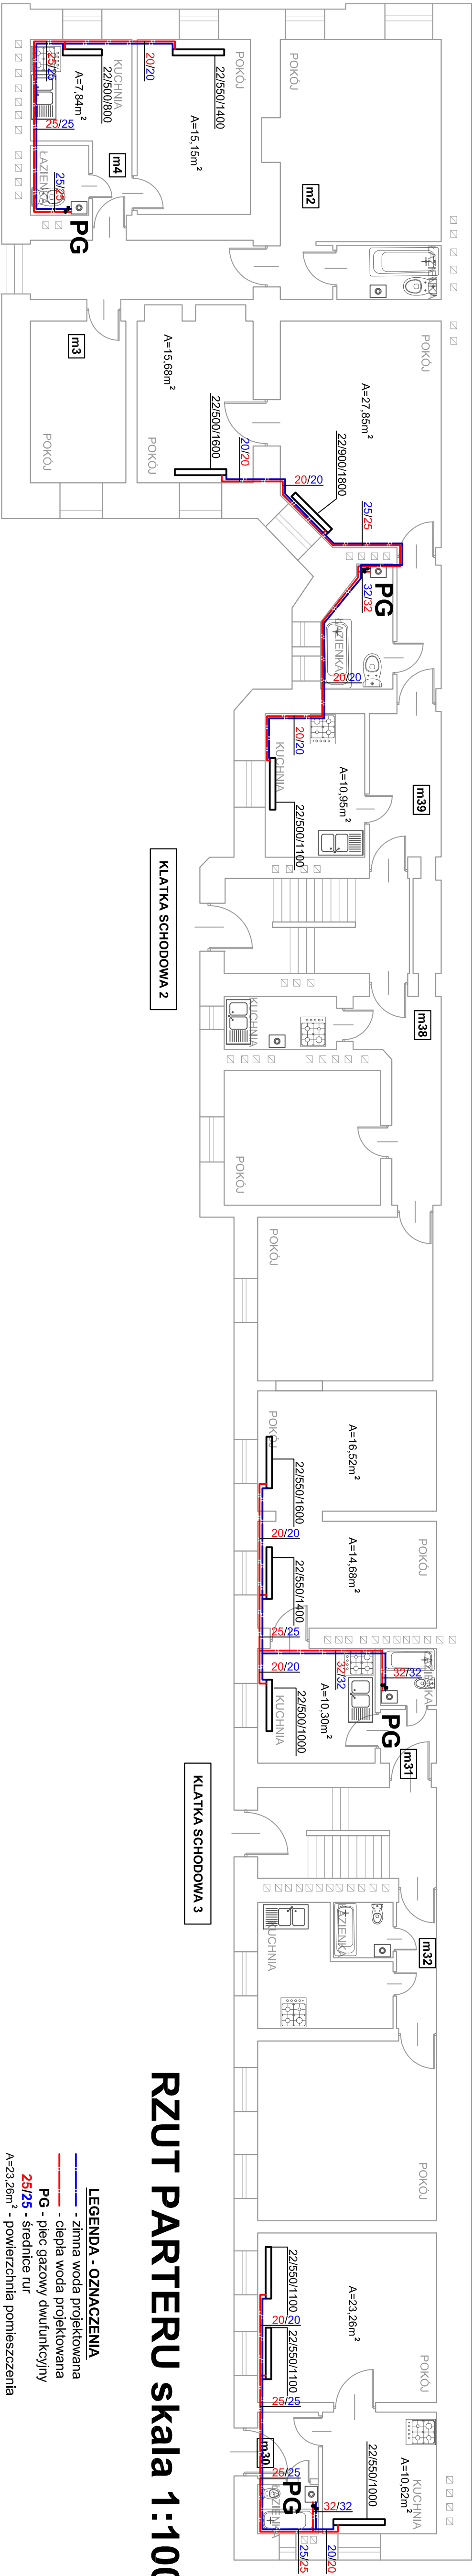 POKÓJ
22/550/1400
A=15,15m²
20/20
KUCHNIA
22/500/800
A=7,84m²
25/25
25/25
ŁAZIENKA
25/25
m4
PG
POKÓJ
m2
ŁAZIENKA
m3
POKÓJ
A=15,68m²
POKÓJ
22/500/1600
20/20
POKÓJ
A=27,85m²
22/900/1800
20/20
25/25
PG
32/32
ŁAZIENKA
20/20
20/20
KUCHNIA
A=10,95m²
22/500/1100
m39
KLATKA SCHODOWA 2
m38
KUCHNIA
POKÓJ
POKÓJ
POKÓJ
A=16,52m²
22/550/1600
20/20
A=14,68m²
POKÓJ
22/550/1400
25/25
20/20
32/32
32/32
A=10,30m²
22/500/1000
KUCHNIA
PG
m31
KLATKA SCHODOWA 3
m32
ŁAZIENKA
KUCHNIA
POKÓJ
POKÓJ
A=23,26m²
22/550/1100
20/20
22/550/1100
25/25
m30
25/25
PG
ŁAZIENKA
32/32
22/550/1000
A=10,62m²
KUCHNIA
20/20
25/25
RZUT PARTERU skala 1:100
LEGENDA - OZNACZENIA
- zimna woda projektowana
- ciepła woda projektowana
PG - piec gazowy dwufunkcyjny
25/25 - średnice rur
A=23,26m² - powierzchnia pomieszczenia